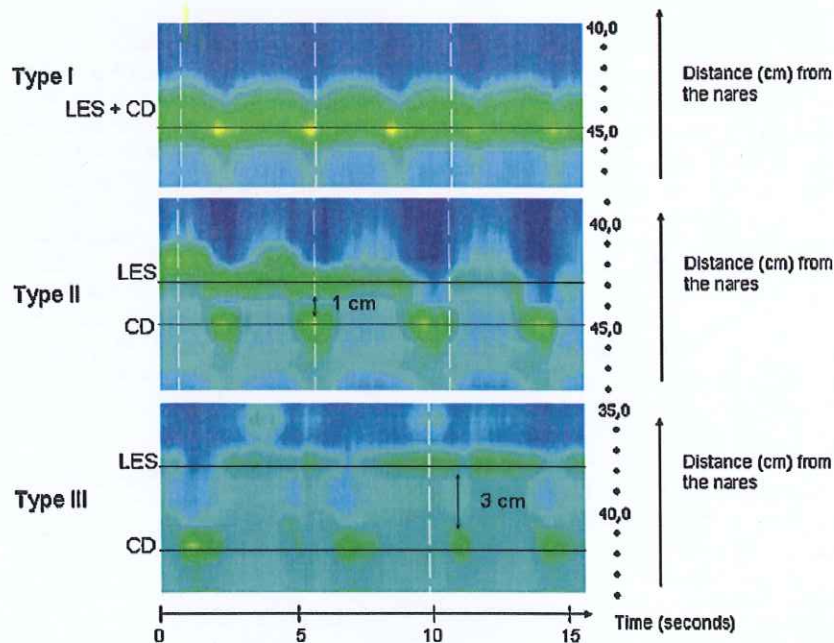 Type I
LES + CD
40,0
45,0
Distance (cm) from
the nares
Type II
LES
CD
1 cm
40,0
45,0
Distance (cm) from
the nares
Type III
LES
CD
3 cm
35,0
40,0
Distance (cm) from
the nares
0
5
10
15
Time (seconds)